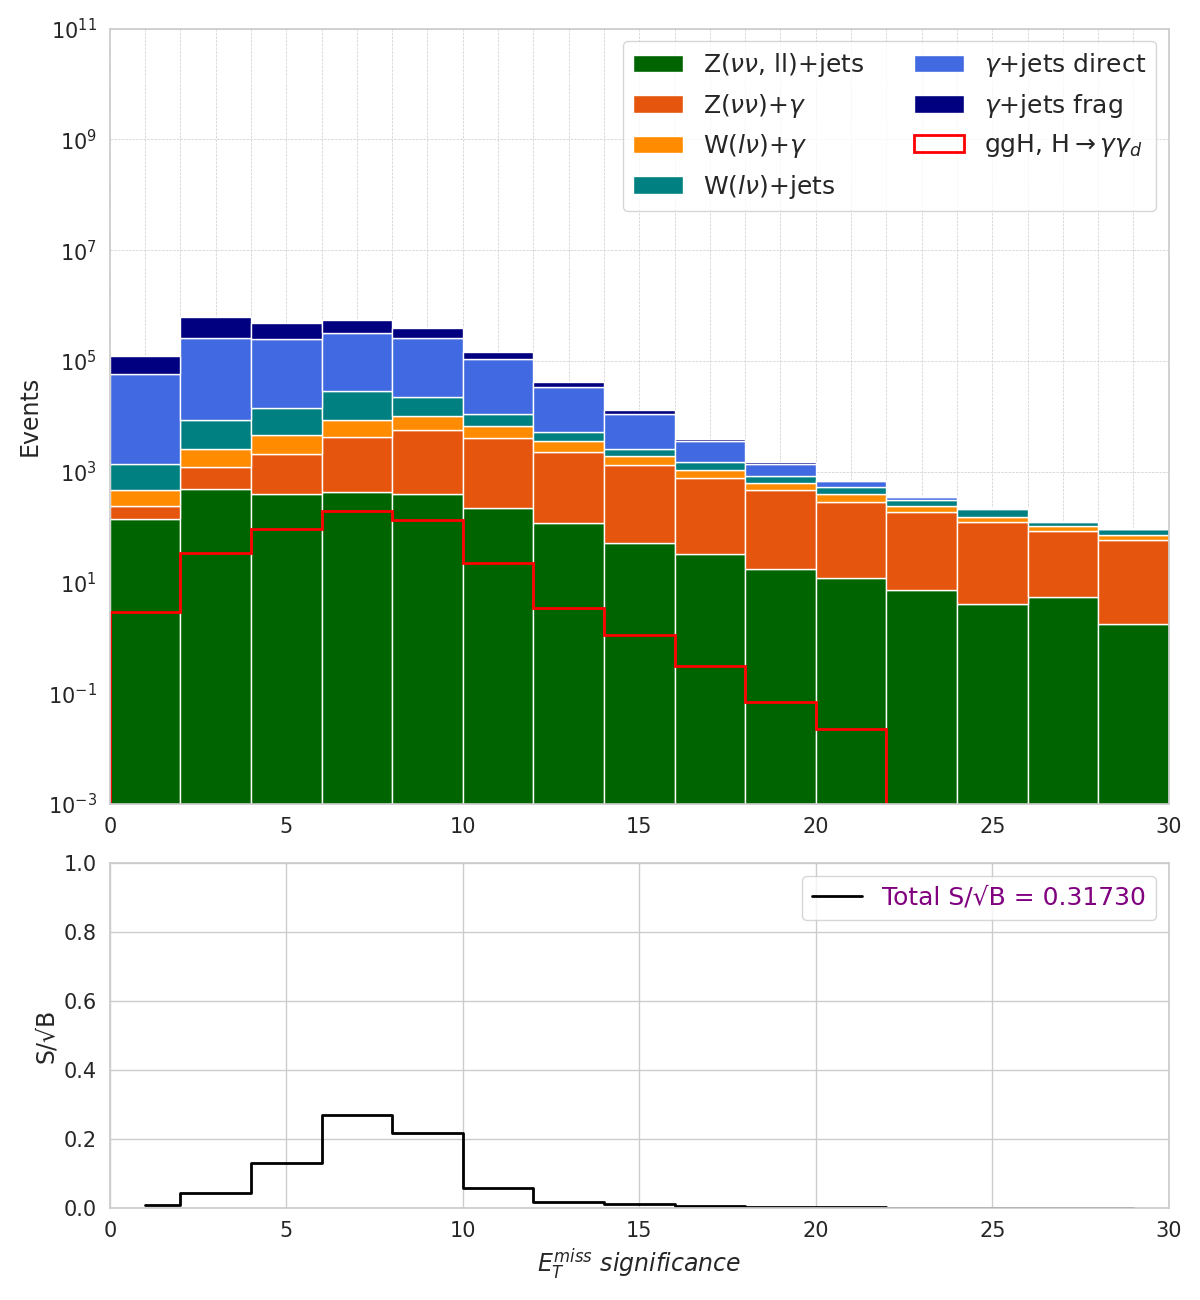 10^11
10^9
10^7
10^5
10^3
10^1
10^−1
10^−3
Events
Z(νν, ll)+jets
Z(νν)+γ
W(lν)+γ
W(lν)+jets
γ+jets direct
γ+jets frag
ggH, H→γγ_d
0 5 10 15 20 25 30
1.0
0.8
0.6
0.4
0.2
0.0
S/√B
Total S/√B = 0.31730
0 5 10 15 20 25 30
E_T^miss significance